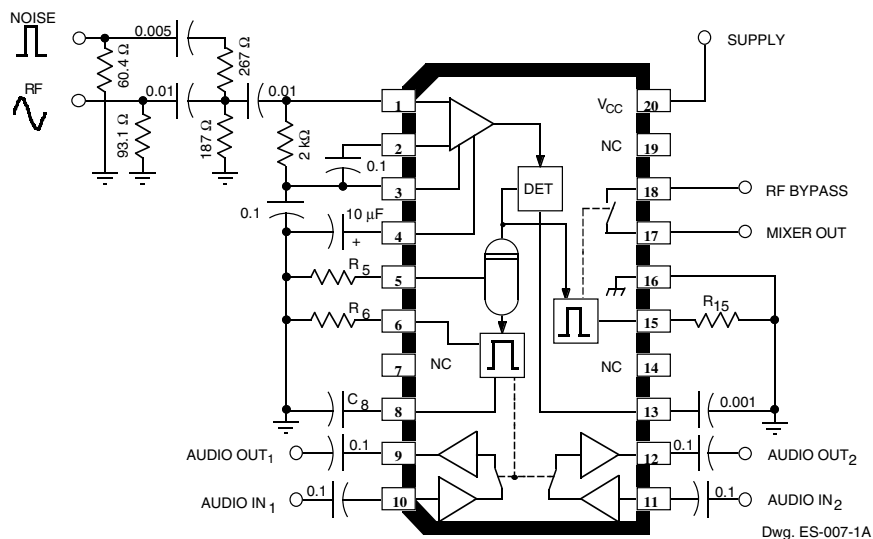 NOISE
0.005
60.4 Ω
267 Ω
RF
0.01
0.01
93.1 Ω
187 Ω
2 kΩ
0.1
0.1
10 µF
+
R5
R6
C8
AUDIO OUT1
0.1
AUDIO IN1
0.1
1
2
3
4
5
6
7
8
9
10
NC
DET
VCC
NC
NC
20
19
18
17
16
15
14
13
12
11
SUPPLY
RF BYPASS
MIXER OUT
R15
0.001
0.1
AUDIO OUT2
0.1
AUDIO IN2
Dwg. ES-007-1A